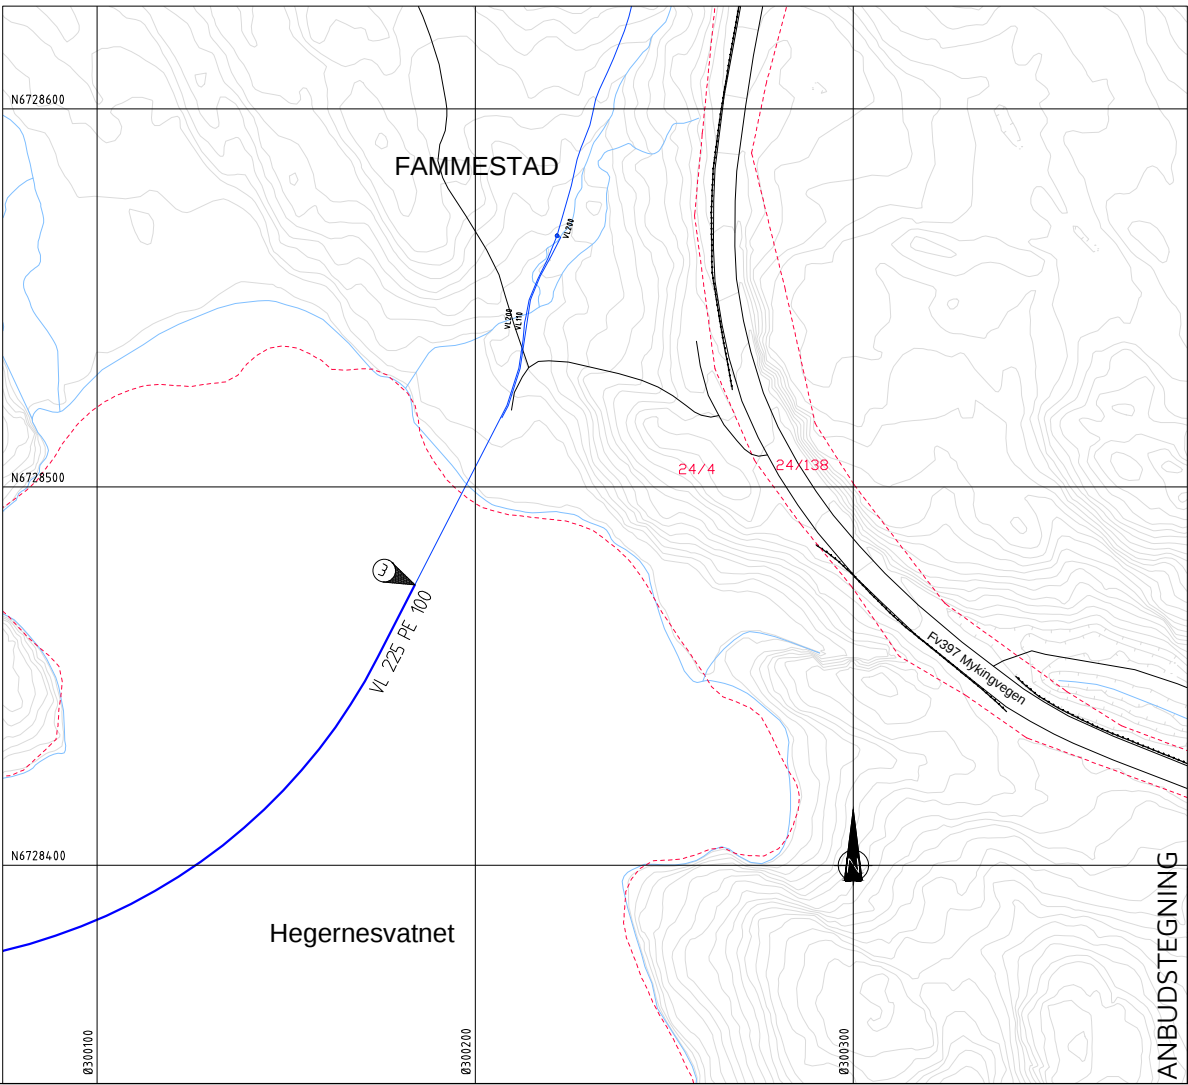 N6728600
FAMMESTAD
VL200
VL200
VL110
24/4
24/138
N6728500
3
VL 225 PE 100
Fv397 Mykingvegen
N6728400
N
Hegernesvatnet
Ø300100
Ø300200
Ø300300
ANBUDSTEGNING